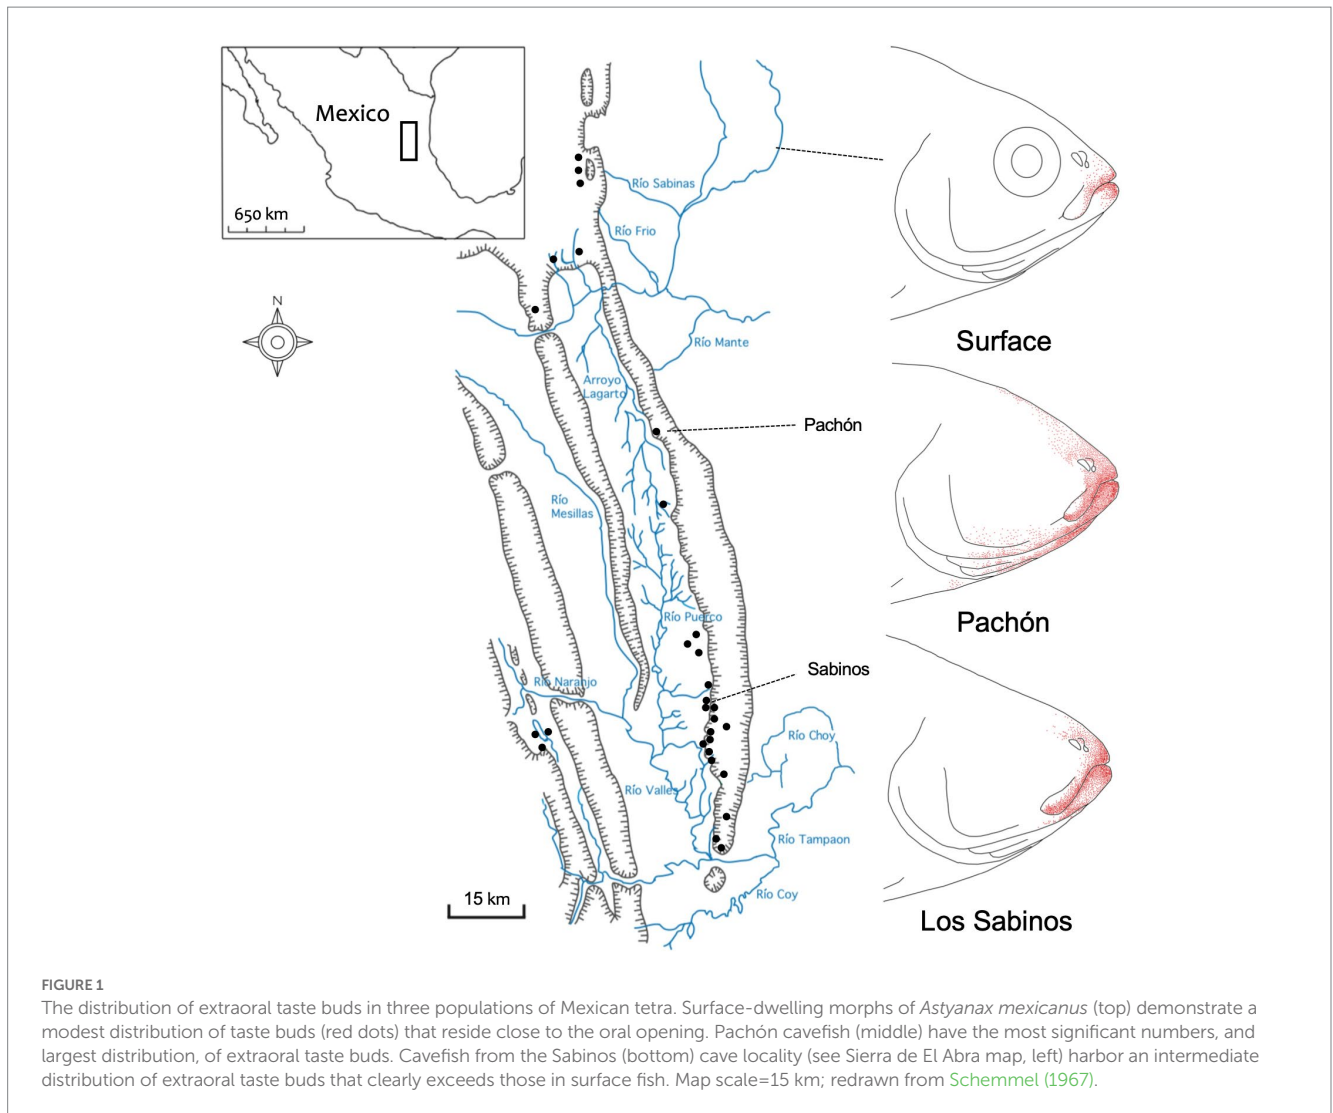 Mexico
650 km
N
Río Sabinas
Río Frio
Río Mante
Arroyo
Lagarto
Pachón
Río
Mesillas
Río Puerco
Sabinos
Río Naranjo
Río Choy
Río Valles
Río Tampaon
Río Coy
15 km
Surface
Pachón
Los Sabinos
FIGURE 1
The distribution of extraoral taste buds in three populations of Mexican tetra. Surface-dwelling morphs of Astyanax mexicanus (top) demonstrate a
modest distribution of taste buds (red dots) that reside close to the oral opening. Pachón cavefish (middle) have the most significant numbers, and
largest distribution, of extraoral taste buds. Cavefish from the Sabinos (bottom) cave locality (see Sierra de El Abra map, left) harbor an intermediate
distribution of extraoral taste buds that clearly exceeds those in surface fish. Map scale=15 km; redrawn from Schemmel (1967).